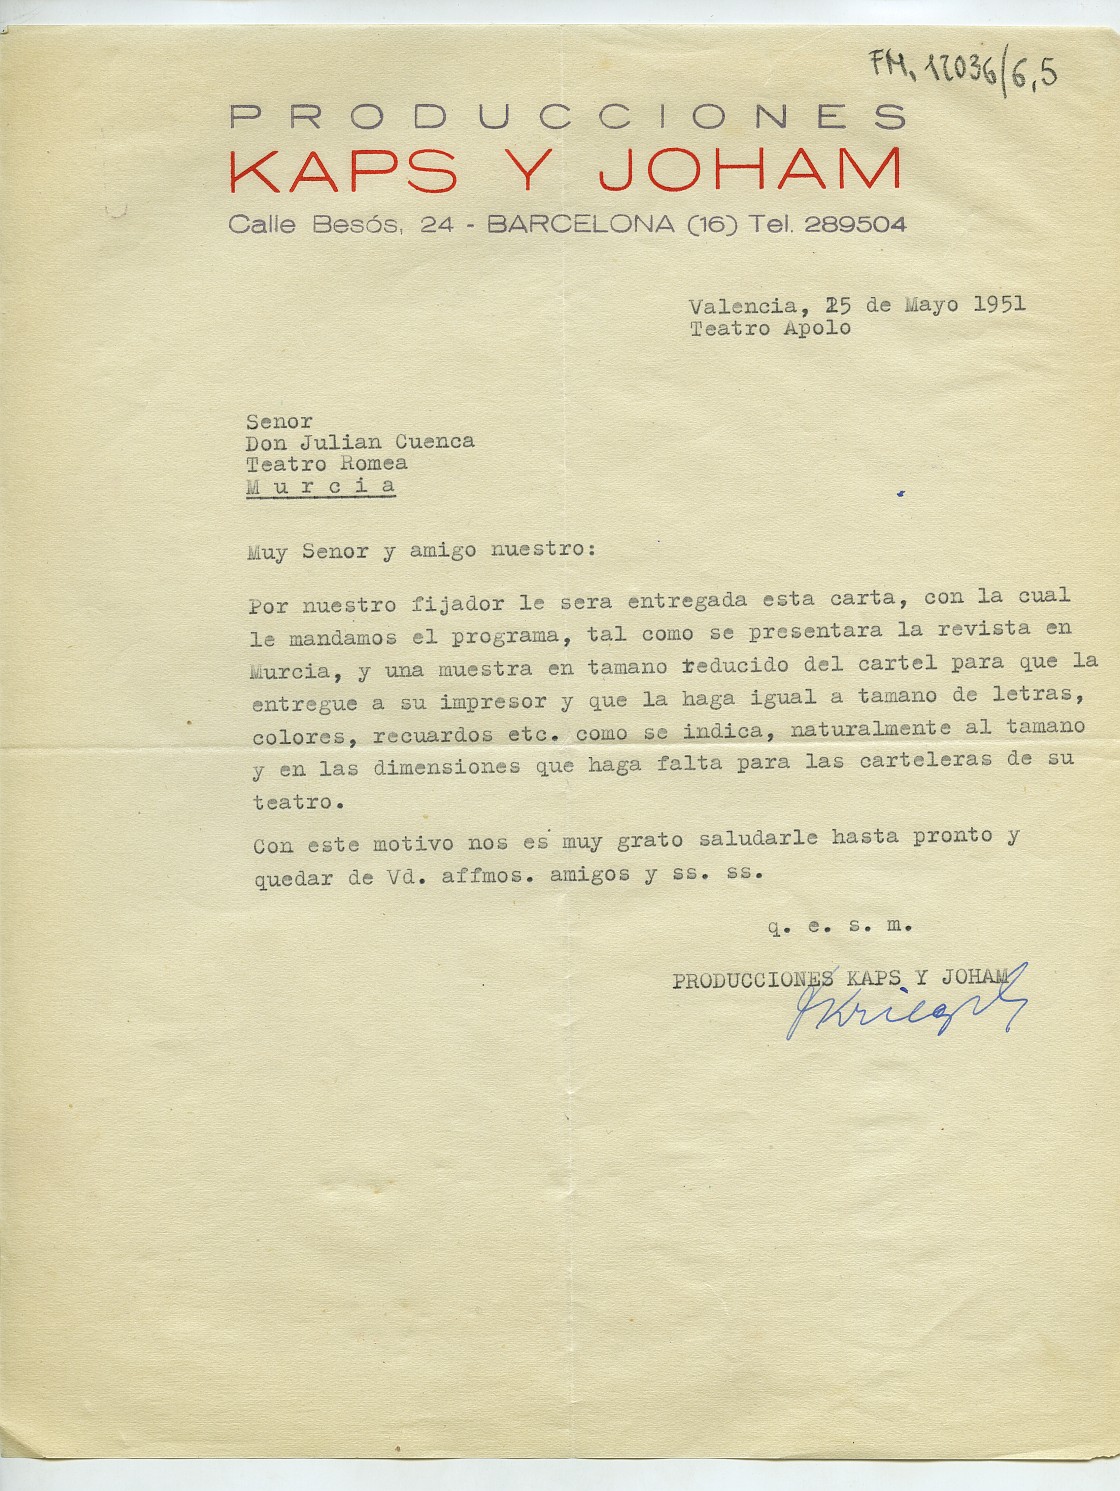 FM, 12036/6,5
PRODUCCIONES
KAPS Y JOHAM
Calle Besós, 24 - BARCELONA (16) Tel. 289504
Valencia, 25 de Mayo 1951
Teatro Apolo
Senor
Don Julian Cuenca
Teatro Romea
M u r c i a
Muy Senor y amigo nuestro:
Por nuestro fijador le sera entregada esta carta, con la cual
le mandamos el programa, tal como se presentara la revista en
Murcia, y una muestra en tamano reducido del cartel para que la
entregue a su impresor y que la haga igual a tamano de letras,
colores, recuardos etc. como se indica, naturalmente al tamano
y en las dimensiones que haga falta para las carteleras de su
teatro.
Con este motivo nos es muy grato saludarle hasta pronto y
quedar de Vd. affmos. amigos y ss. ss.
q. e. s. m.
PRODUCCIONES KAPS Y JOHAM